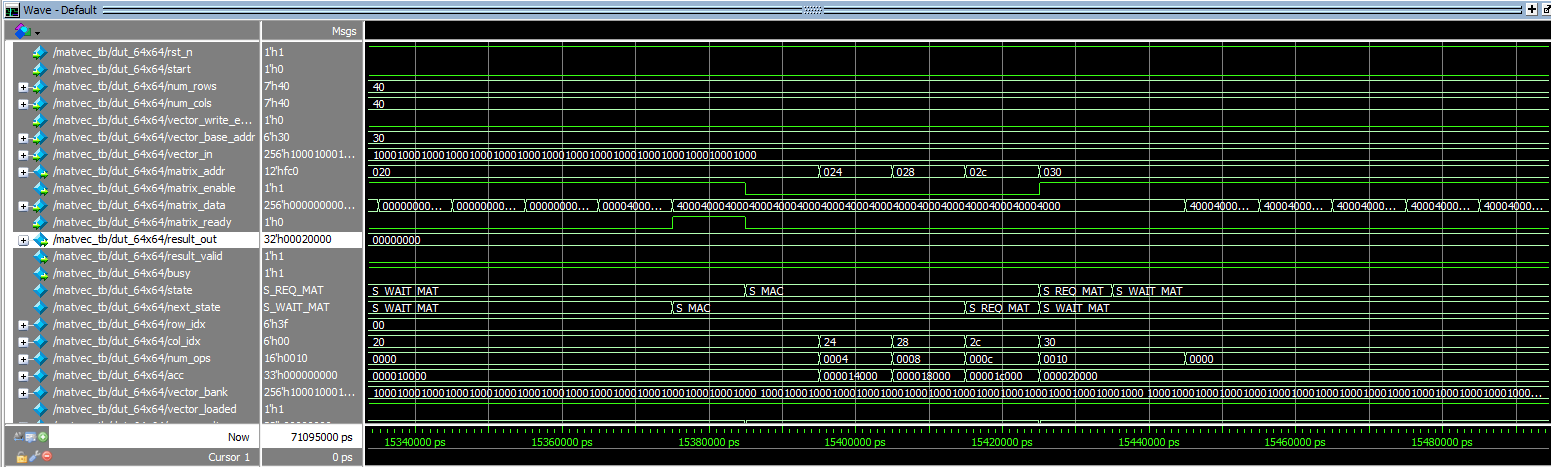 Wave - Default
Msgs
/matvec_tb/dut_64x64/rst_n 1'h1
/matvec_tb/dut_64x64/start 1'h0
/matvec_tb/dut_64x64/num_rows 7'h40 40
/matvec_tb/dut_64x64/num_cols 7'h40 40
/matvec_tb/dut_64x64/vector_write_e... 1'h0
/matvec_tb/dut_64x64/vector_base_addr 6'h30 30
/matvec_tb/dut_64x64/vector_in 256'h100010001... 1000100010001000100010001000100010001000100010001000100010001000
/matvec_tb/dut_64x64/matrix_addr 12'hfc0 020 024 028 02c 030
/matvec_tb/dut_64x64/matrix_enable 1'h1
/matvec_tb/dut_64x64/matrix_data 256'h000000000... 00000000... 00000000... 00000000... 00004000... 4000400040004000400040004000400040004000400040004000400040004000 40004000... 40004000... 40004000... 40004000... 40004000...
/matvec_tb/dut_64x64/matrix_ready 1'h0
/matvec_tb/dut_64x64/result_out 32'h00020000 00000000
/matvec_tb/dut_64x64/result_valid 1'h1
/matvec_tb/dut_64x64/busy 1'h1
/matvec_tb/dut_64x64/state S_REQ_MAT S_WAIT_MAT S_MAC S_REQ_MAT S_WAIT_MAT
/matvec_tb/dut_64x64/next_state S_WAIT_MAT S_WAIT_MAT S_MAC S_REQ_MAT S_WAIT_MAT
/matvec_tb/dut_64x64/row_idx 6'h3f 00
/matvec_tb/dut_64x64/col_idx 6'h00 20 24 28 2c 30
/matvec_tb/dut_64x64/num_ops 16'h0010 0000 0004 0008 000c 0010 0000
/matvec_tb/dut_64x64/acc 33'h000000000 000010000 000014000 000018000 00001c000 000020000
/matvec_tb/dut_64x64/vector_bank 256'h100010001...
/matvec_tb/dut_64x64/vector_loaded 1'h1
Now 71095000 ps 15340000 ps 15360000 ps 15380000 ps 15400000 ps 15420000 ps 15440000 ps 15460000 ps 15480000 ps
Cursor 1 0 ps